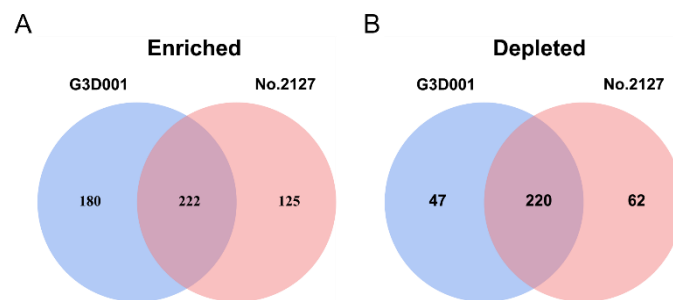 A
Enriched
G3D001
No.2127
180
222
125
B
Depleted
G3D001
No.2127
47
220
62